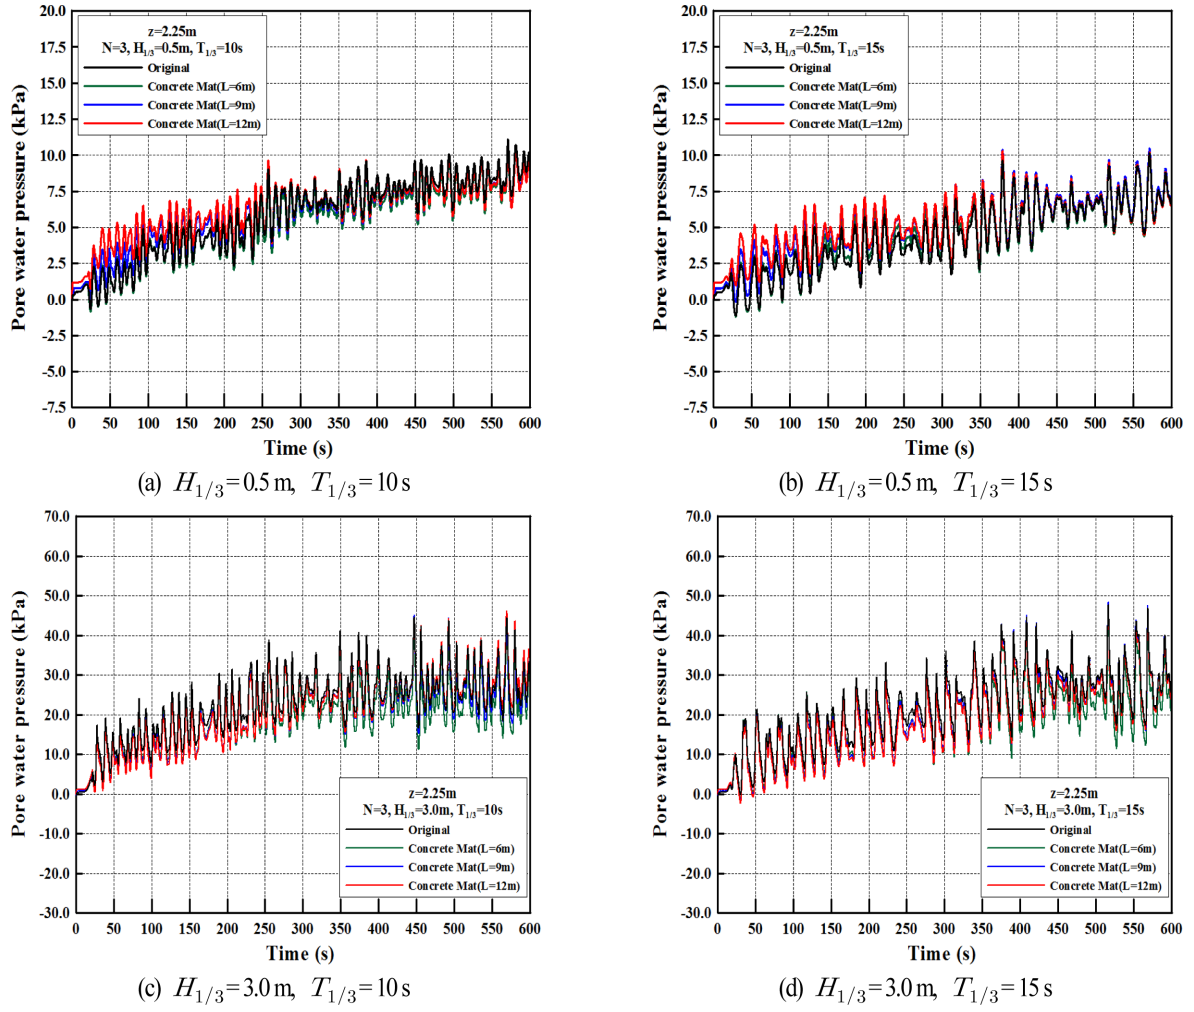 20.0
17.5
15.0
12.5
10.0
7.5
5.0
2.5
0.0
-2.5
-5.0
-7.5
Pore water pressure (kPa)
z=2.25m
N=3, H1/3=0.5m, T1/3=10s
Original
Concrete Mat(L=6m)
Concrete Mat(L=9m)
Concrete Mat(L=12m)
0 50 100 150 200 250 300 350 400 450 500 550 600
Time (s)
(a) H1/3=0.5m, T1/3=10s
20.0
17.5
15.0
12.5
10.0
7.5
5.0
2.5
0.0
-2.5
-5.0
-7.5
Pore water pressure (kPa)
z=2.25m
N=3, H1/3=0.5m, T1/3=15s
Original
Concrete Mat(L=6m)
Concrete Mat(L=9m)
Concrete Mat(L=12m)
0 50 100 150 200 250 300 350 400 450 500 550 600
Time (s)
(b) H1/3=0.5m, T1/3=15s
70.0
60.0
50.0
40.0
30.0
20.0
10.0
0.0
-10.0
-20.0
-30.0
Pore water pressure (kPa)
z=2.25m
N=3, H1/3=3.0m, T1/3=10s
Original
Concrete Mat(L=6m)
Concrete Mat(L=9m)
Concrete Mat(L=12m)
0 50 100 150 200 250 300 350 400 450 500 550 600
Time (s)
(c) H1/3=3.0m, T1/3=10s
70.0
60.0
50.0
40.0
30.0
20.0
10.0
0.0
-10.0
-20.0
-30.0
Pore water pressure (kPa)
z=2.25m
N=3, H1/3=3.0m, T1/3=15s
Original
Concrete Mat(L=6m)
Concrete Mat(L=9m)
Concrete Mat(L=12m)
0 50 100 150 200 250 300 350 400 450 500 550 600
Time (s)
(d) H1/3=3.0m, T1/3=15s